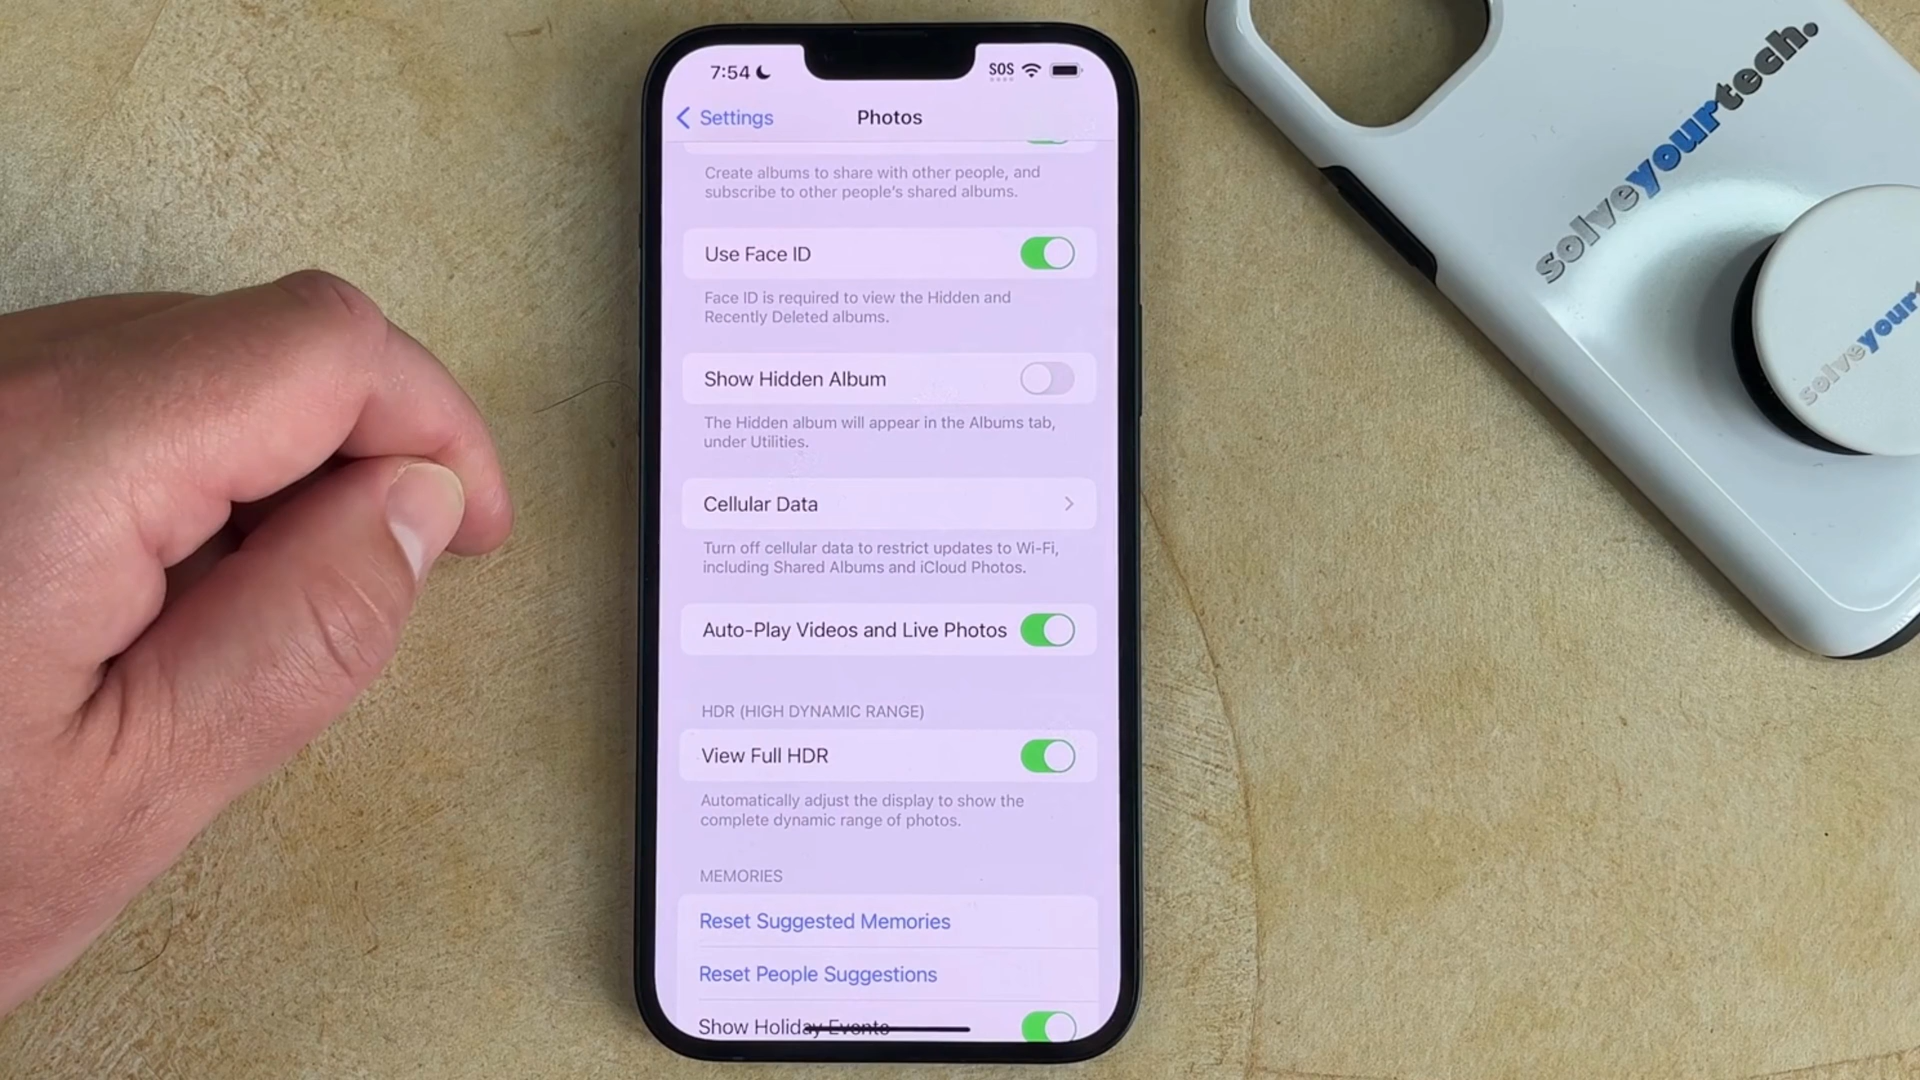 7:54
SOS
Settings
Photos
Create albums to share with other people, and
subscribe to other people's shared albums.
Use Face ID
Face ID is required to view the Hidden and
Recently Deleted albums.
Show Hidden Album
The Hidden album will appear in the Albums tab,
under Utilities.
Cellular Data
Turn off cellular data to restrict updates to Wi-Fi,
including Shared Albums and iCloud Photos.
Auto-Play Videos and Live Photos
HDR (HIGH DYNAMIC RANGE)
View Full HDR
Automatically adjust the display to show the
complete dynamic range of photos.
MEMORIES
Reset Suggested Memories
Reset People Suggestions
Show Holiday Events
solveyourtech.
solveyourt